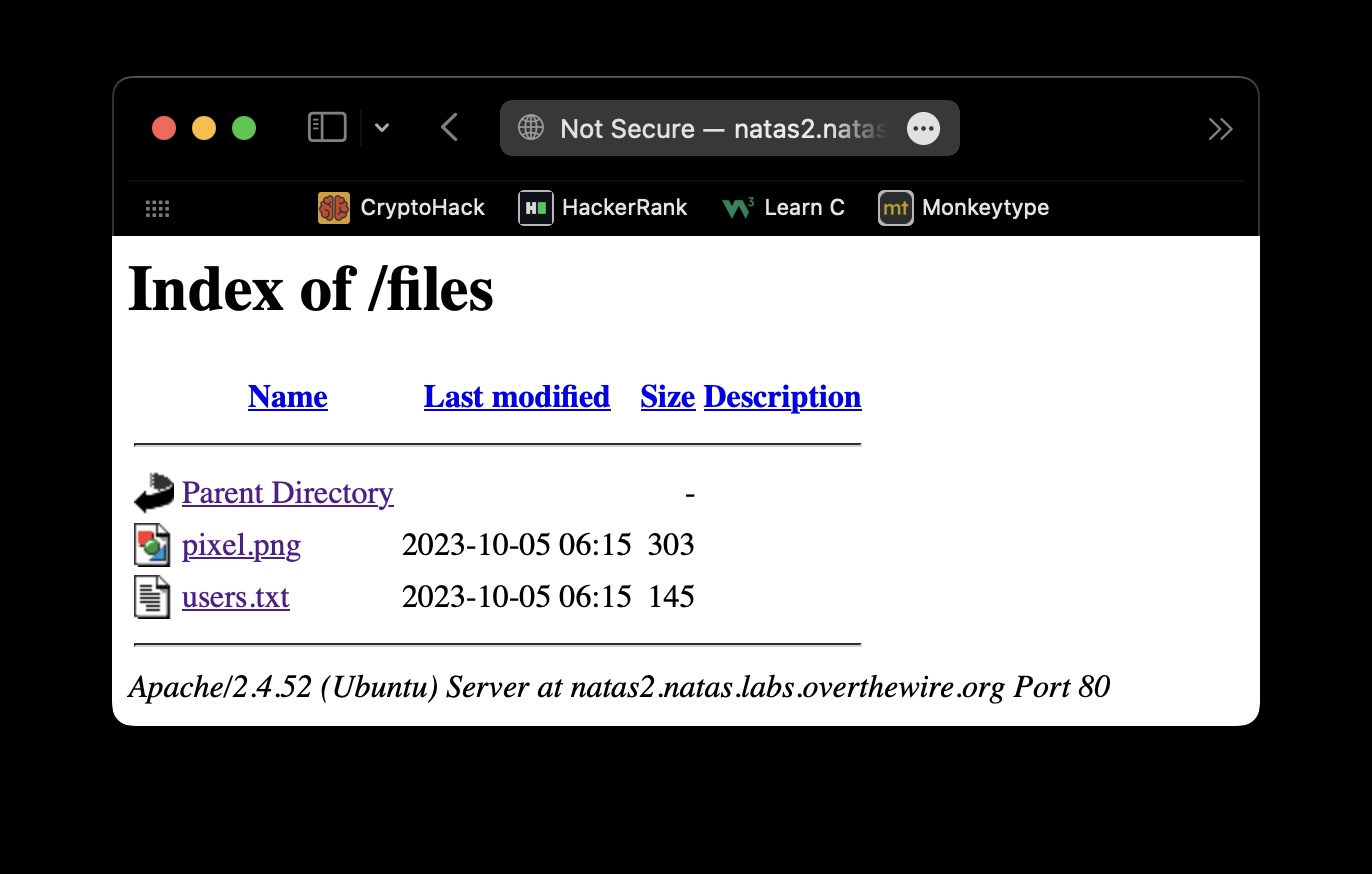 Not Secure — natas2.natas
CryptoHack HackerRank Learn C Monkeytype
Index of /files
Name Last modified Size Description
Parent Directory -
pixel.png 2023-10-05 06:15 303
users.txt 2023-10-05 06:15 145
Apache/2.4.52 (Ubuntu) Server at natas2.natas.labs.overthewire.org Port 80